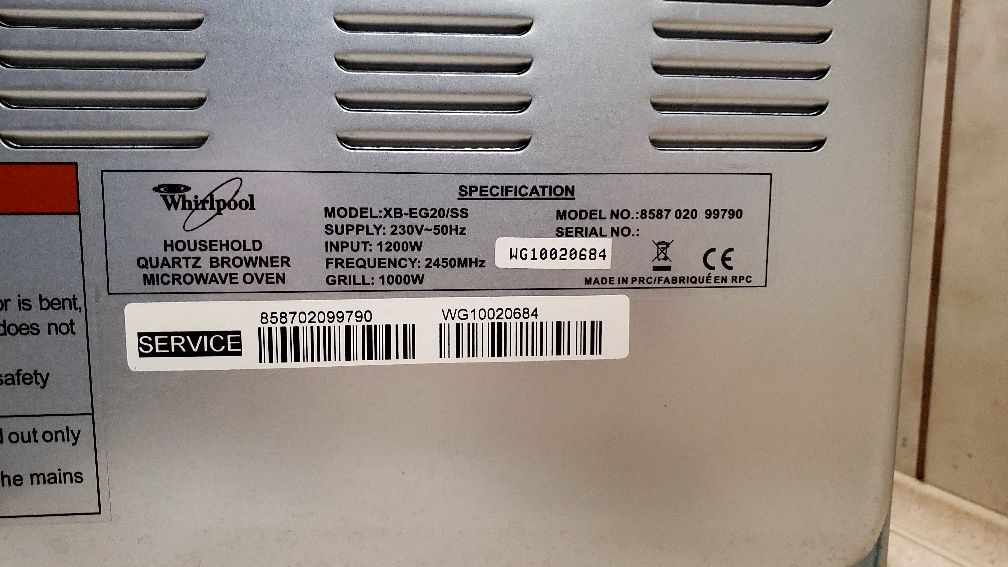 Whirlpool
HOUSEHOLD
QUARTZ BROWNER
MICROWAVE OVEN
SPECIFICATION
MODEL:XB-EG20/SS
SUPPLY: 230V~50Hz
INPUT: 1200W
FREQUENCY: 2450MHz
GRILL: 1000W
MODEL NO.:8587 020 99790
SERIAL NO.:
WG10020684
CE
MADE IN PRC/FABRIQUÉ EN RPC
SERVICE
858702099790
WG10020684
or is bent,
does not
safety
out only
he mains